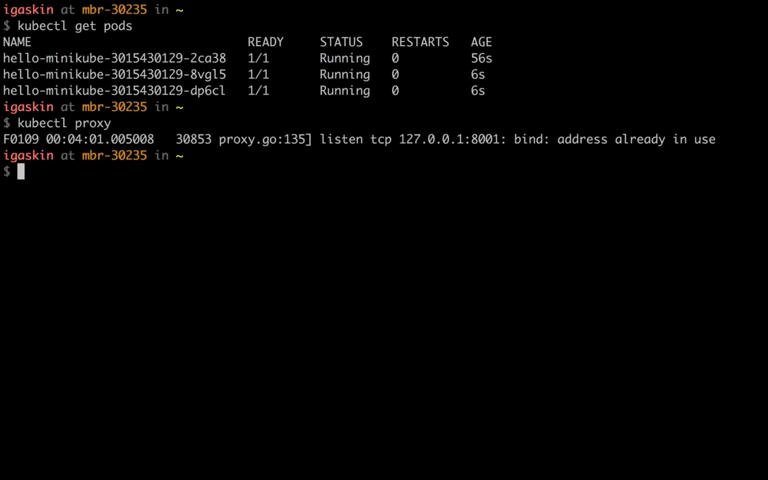 igaskin at mbr-30235 in ~
$ kubectl get pods
NAME READY STATUS RESTARTS AGE
hello-minikube-3015430129-2ca38 1/1 Running 0 56s
hello-minikube-3015430129-8vgl5 1/1 Running 0 6s
hello-minikube-3015430129-dp6cl 1/1 Running 0 6s
igaskin at mbr-30235 in ~
$ kubectl proxy
F0109 00:04:01.005008 30853 proxy.go:135] listen tcp 127.0.0.1:8001: bind: address already in use
igaskin at mbr-30235 in ~
$